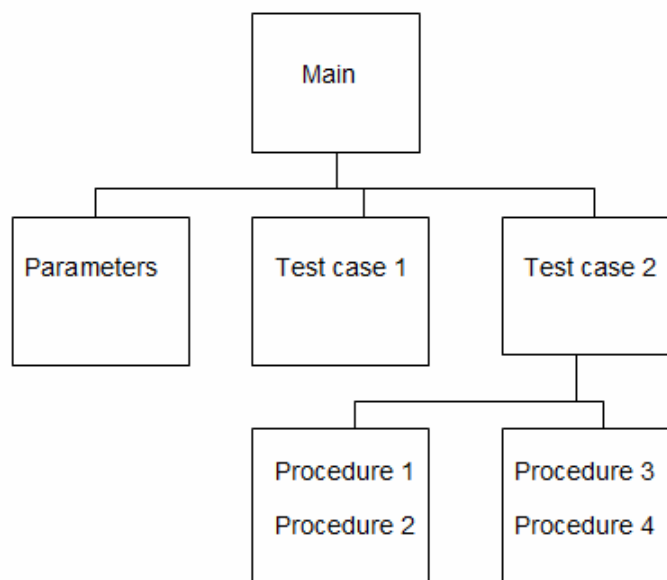 Main
Parameters
Test case 1
Test case 2
Procedure 1
Procedure 2
Procedure 3
Procedure 4